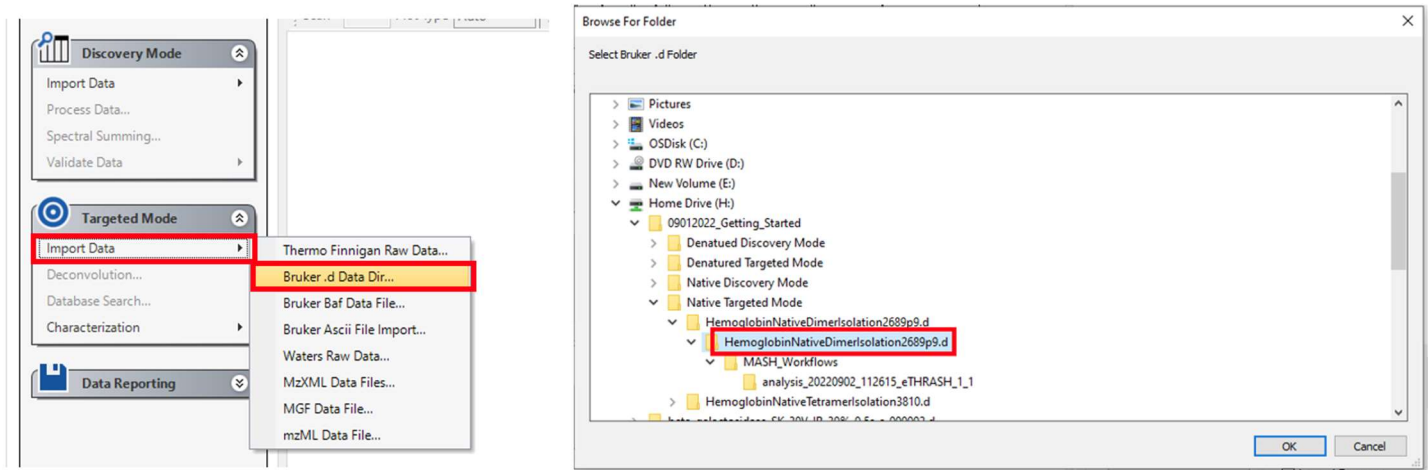 Discovery Mode
Import Data
Process Data...
Spectral Summing...
Validate Data
Targeted Mode
Import Data
Deconvolution...
Database Search...
Characterization
Data Reporting
Thermo Finnigan Raw Data...
Bruker .d Data Dir...
Bruker Baf Data File...
Bruker Ascii File Import...
Waters Raw Data...
MzXML Data Files...
MGF Data File...
mzML Data File...
Browse For Folder
Select Bruker .d Folder
Pictures
Videos
OSDisk (C:)
DVD RW Drive (D:)
New Volume (E:)
Home Drive (H:)
09012022_Getting_Started
Denatued Discovery Mode
Denatured Targeted Mode
Native Discovery Mode
Native Targeted Mode
HemoglobinNativeDimerIsolation2689p9.d
HemoglobinNativeDimerIsolation2689p9.d
MASH_Workflows
analysis_20220902_112615_eTHRASH_1_1
HemoglobinNativeTetramerIsolation3810.d
OK Cancel